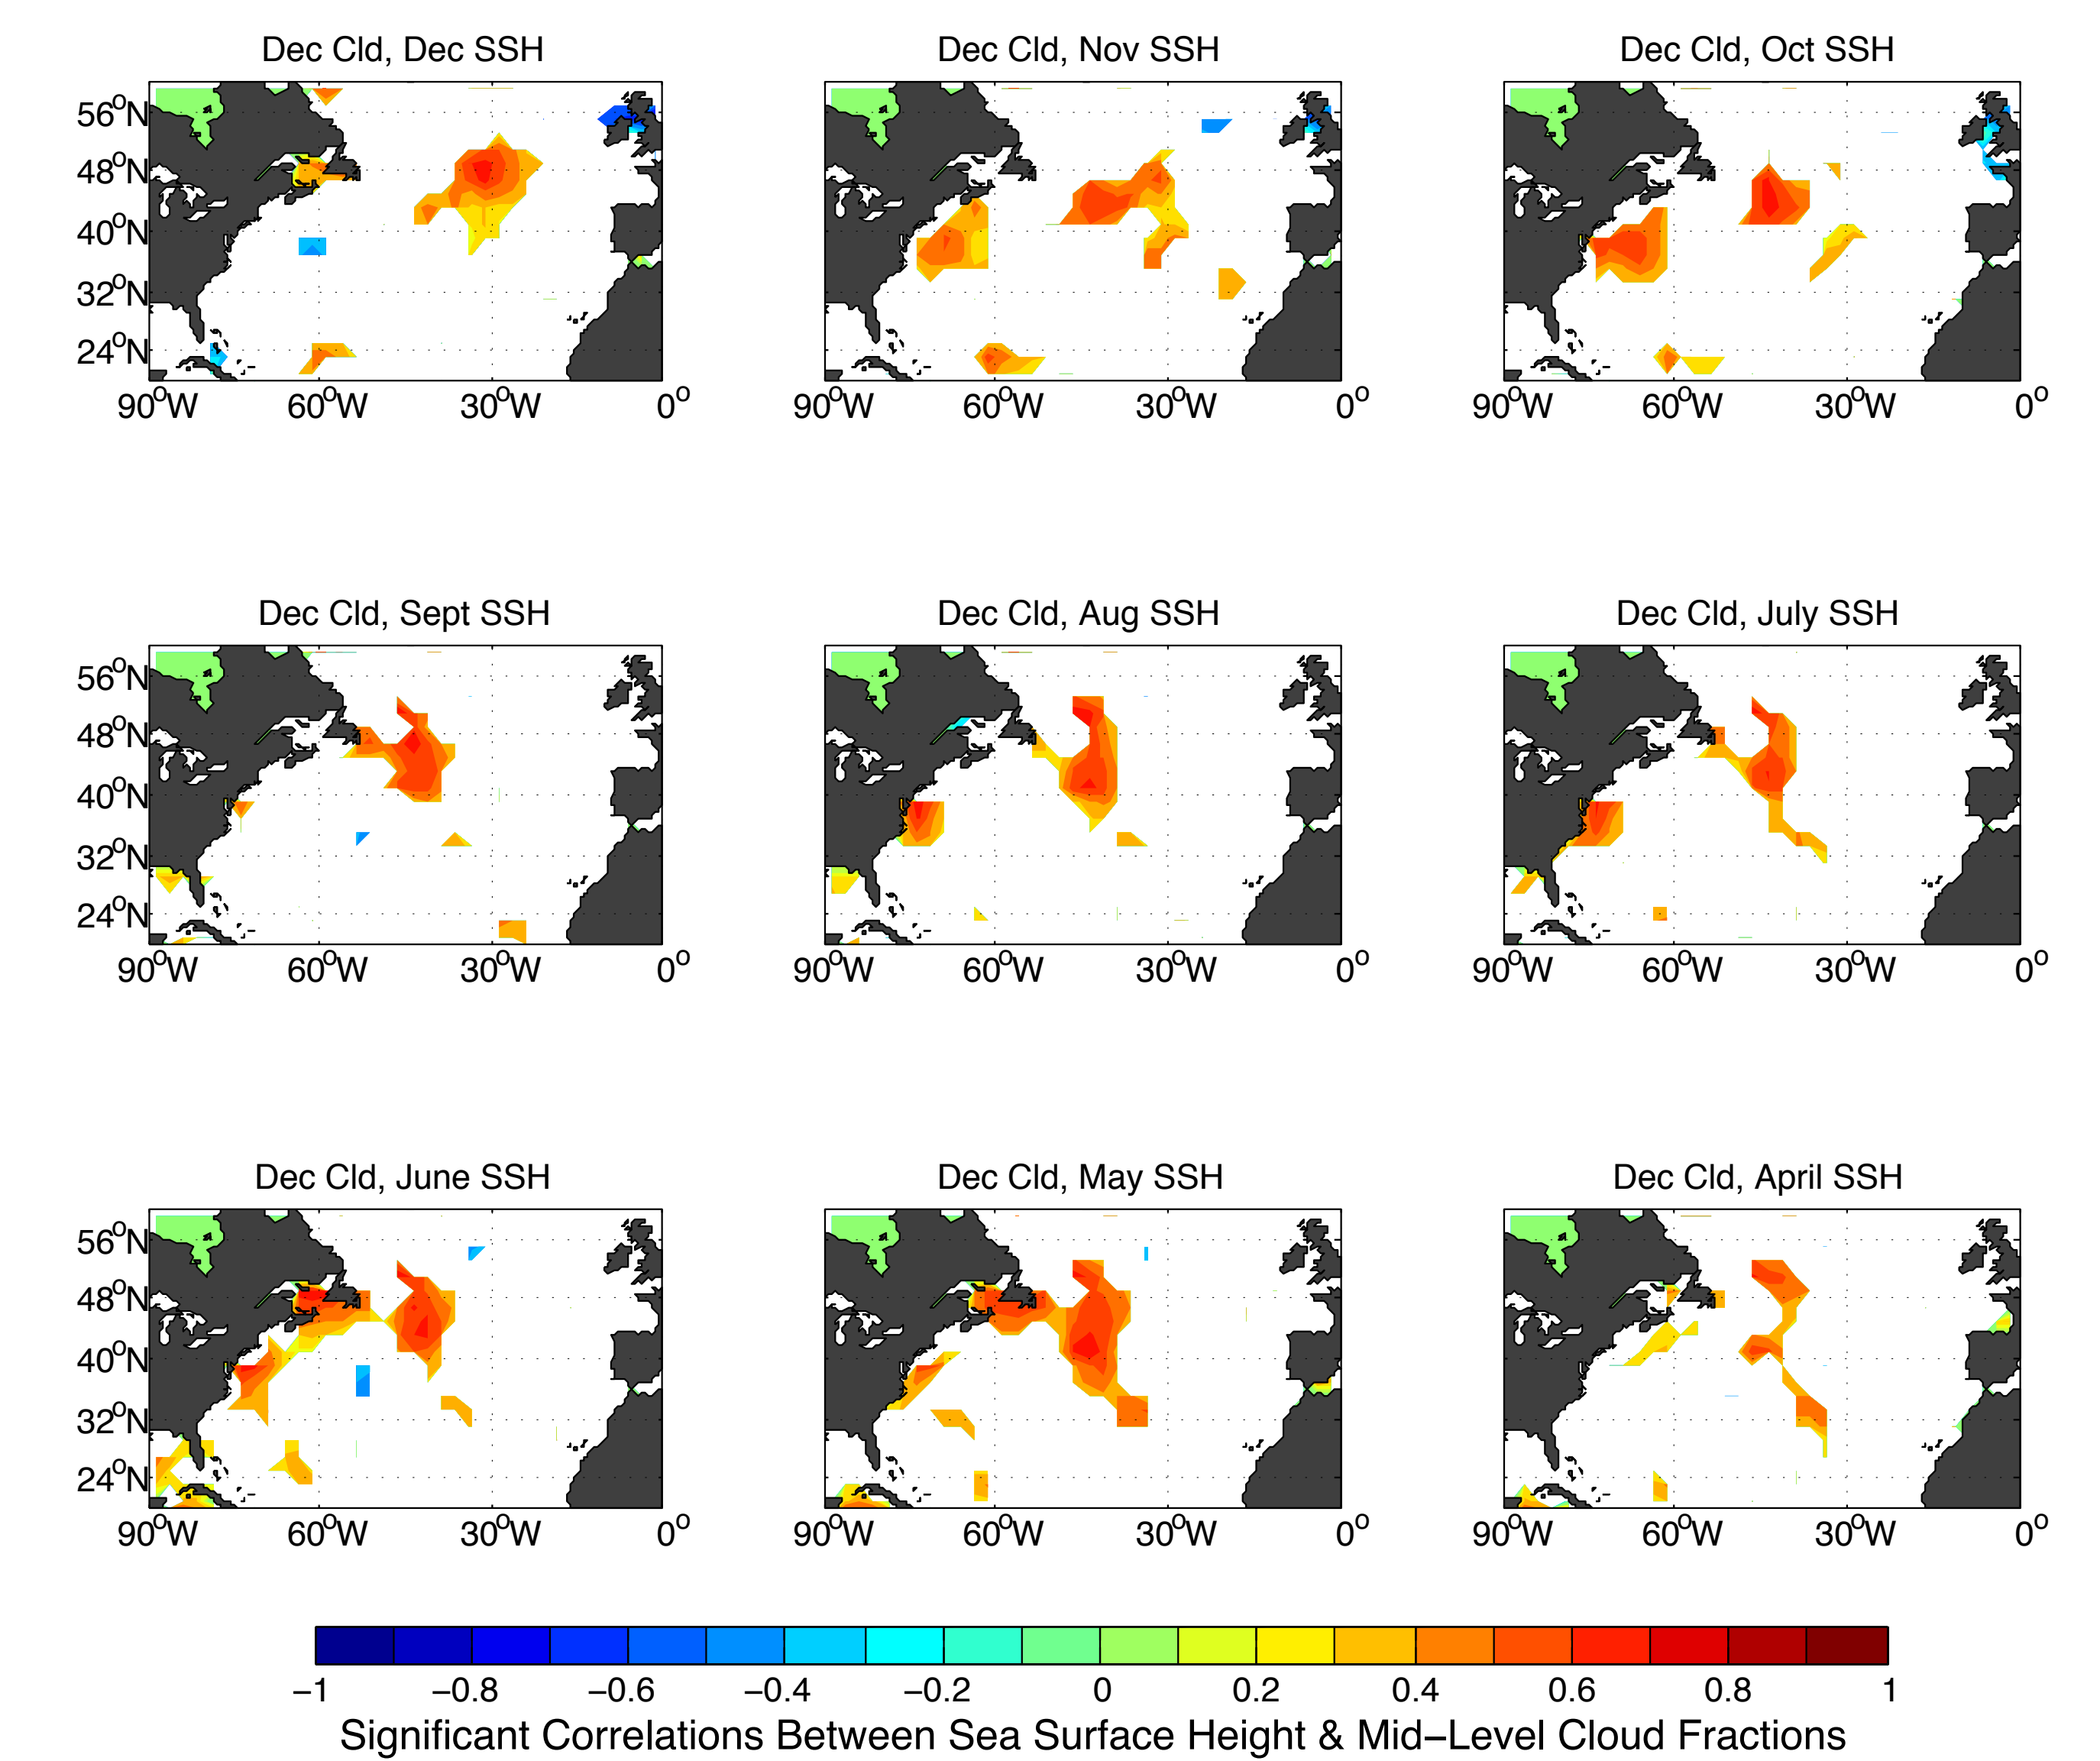 Dec Cld, Dec SSH
Dec Cld, Nov SSH
Dec Cld, Oct SSH
56°N
48°N
40°N
32°N
24°N
90°W 60°W 30°W 0°
90°W 60°W 30°W 0°
90°W 60°W 30°W 0°
Dec Cld, Sept SSH
Dec Cld, Aug SSH
Dec Cld, July SSH
56°N
48°N
40°N
32°N
24°N
90°W 60°W 30°W 0°
90°W 60°W 30°W 0°
90°W 60°W 30°W 0°
Dec Cld, June SSH
Dec Cld, May SSH
Dec Cld, April SSH
56°N
48°N
40°N
32°N
24°N
90°W 60°W 30°W 0°
90°W 60°W 30°W 0°
90°W 60°W 30°W 0°
−1 −0.8 −0.6 −0.4 −0.2 0 0.2 0.4 0.6 0.8 1
Significant Correlations Between Sea Surface Height & Mid−Level Cloud Fractions